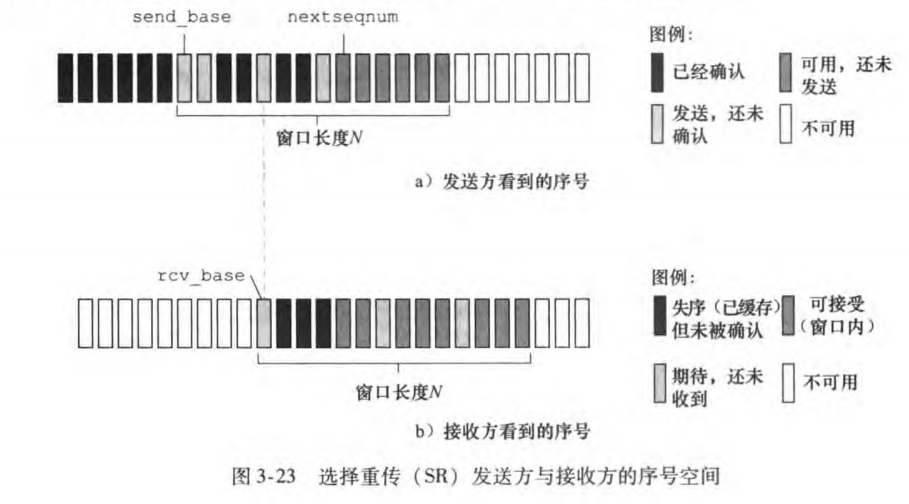 send_base nextseqnum
图例:
已经确认
可用，还未
发送
发送，还未
确认
不可用
窗口长度N
a）发送方看到的序号
rcv_base
图例:
失序（已缓存）
但未被确认
可接受
（窗口内）
期待，还未
收到
不可用
窗口长度N
b）接收方看到的序号
图 3-23 选择重传（SR）发送方与接收方的序号空间